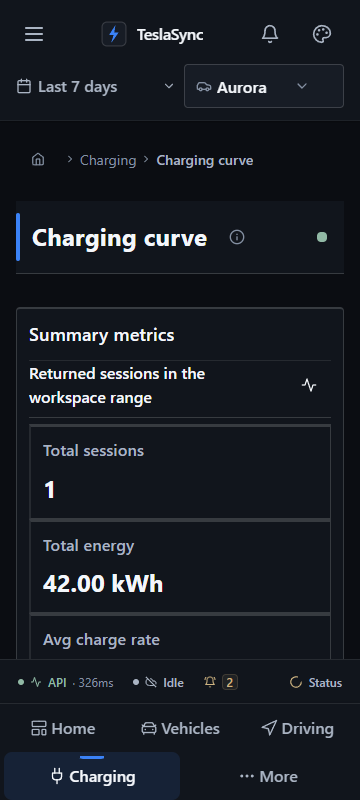 TeslaSync
Last 7 days
Aurora
Charging
Charging curve
Charging curve
Summary metrics
Returned sessions in the
workspace range
Total sessions
1
Total energy
42.00 kWh
Avg charge rate
API · 326ms
Idle
2
Status
Home
Vehicles
Driving
Charging
More